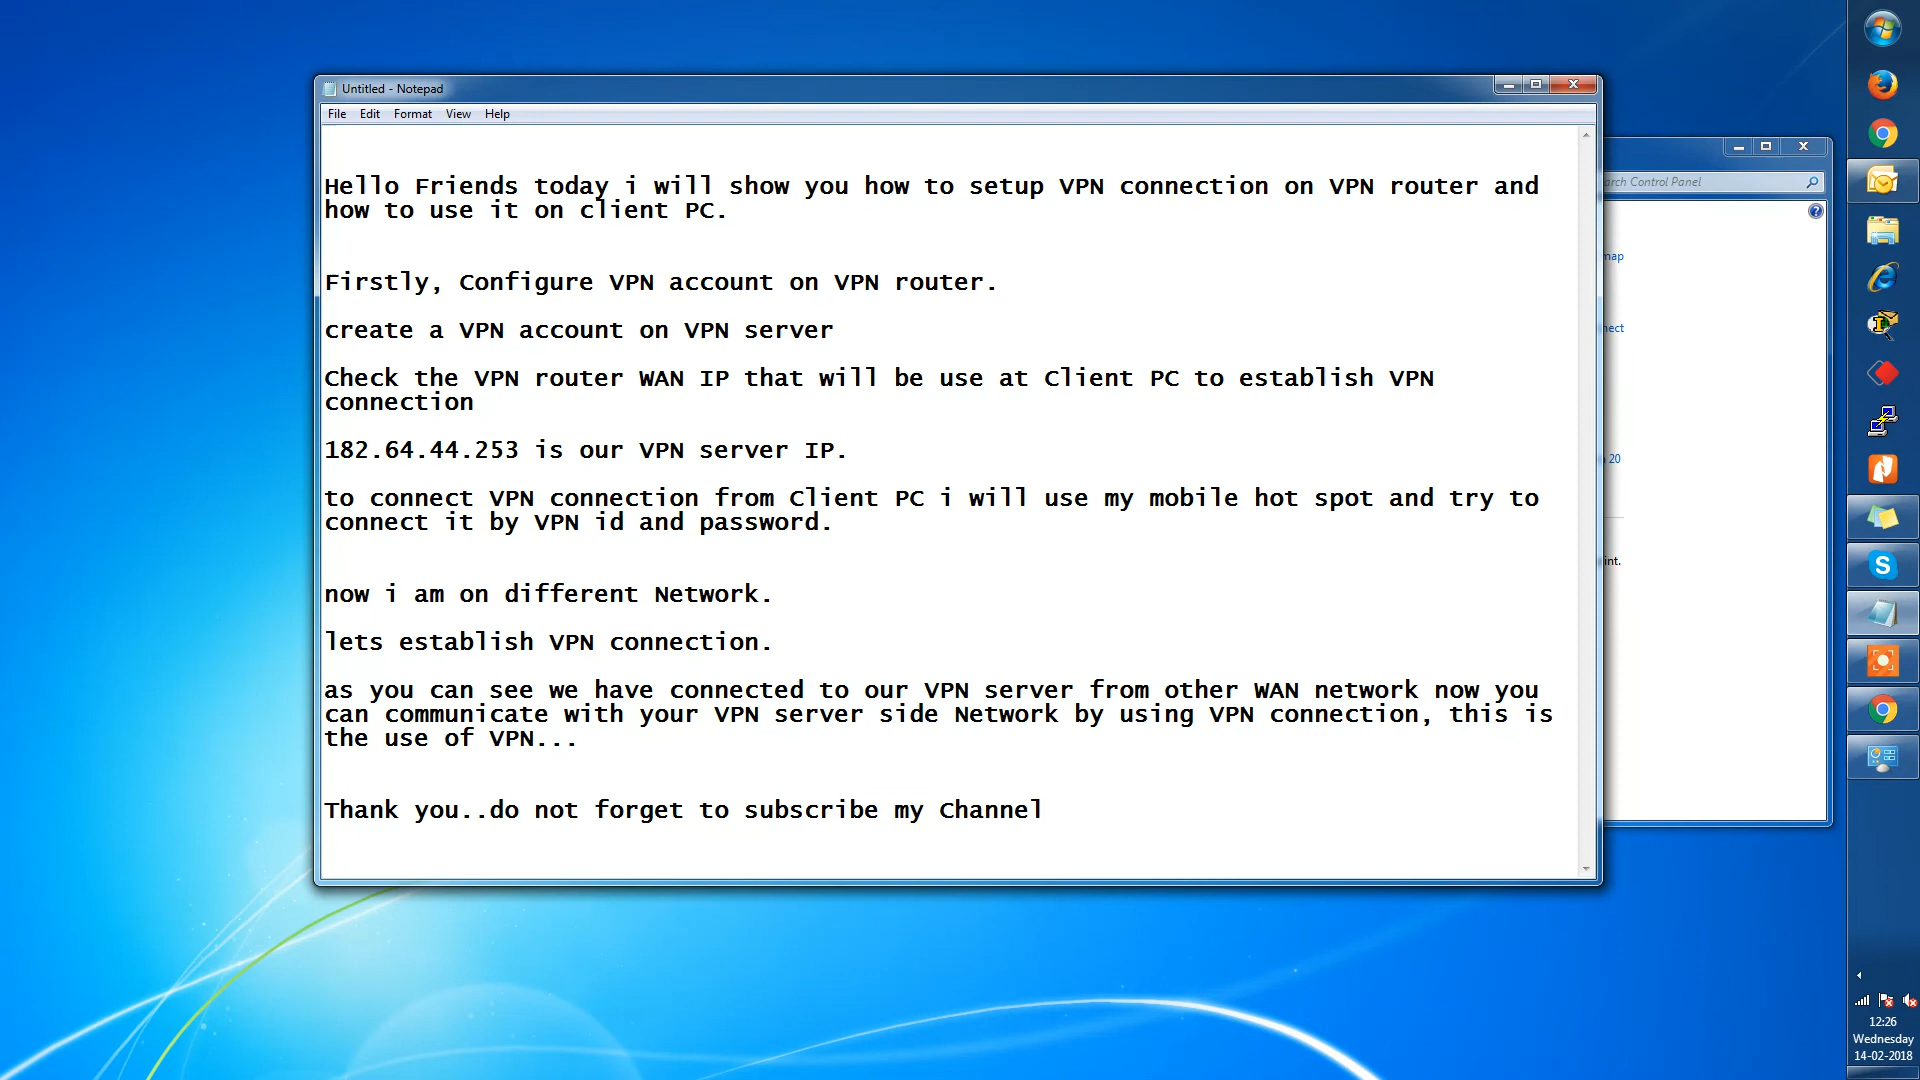 Untitled - Notepad
File Edit Format View Help
Hello Friends today i will show you how to setup VPN connection on VPN router and
how to use it on client PC.
Firstly, Configure VPN account on VPN router.
create a VPN account on VPN server
Check the VPN router WAN IP that will be use at Client PC to establish VPN
connection
182.64.44.253 is our VPN server IP.
to connect VPN connection from Client PC i will use my mobile hot spot and try to
connect it by VPN id and password.
now i am on different Network.
lets establish VPN connection.
as you can see we have connected to our VPN server from other WAN network now you
can communicate with your VPN server side Network by using VPN connection, this is
the use of VPN...
Thank you..do not forget to subscribe my Channel
Control Panel
map
20
12:26
Wednesday
14-02-2018